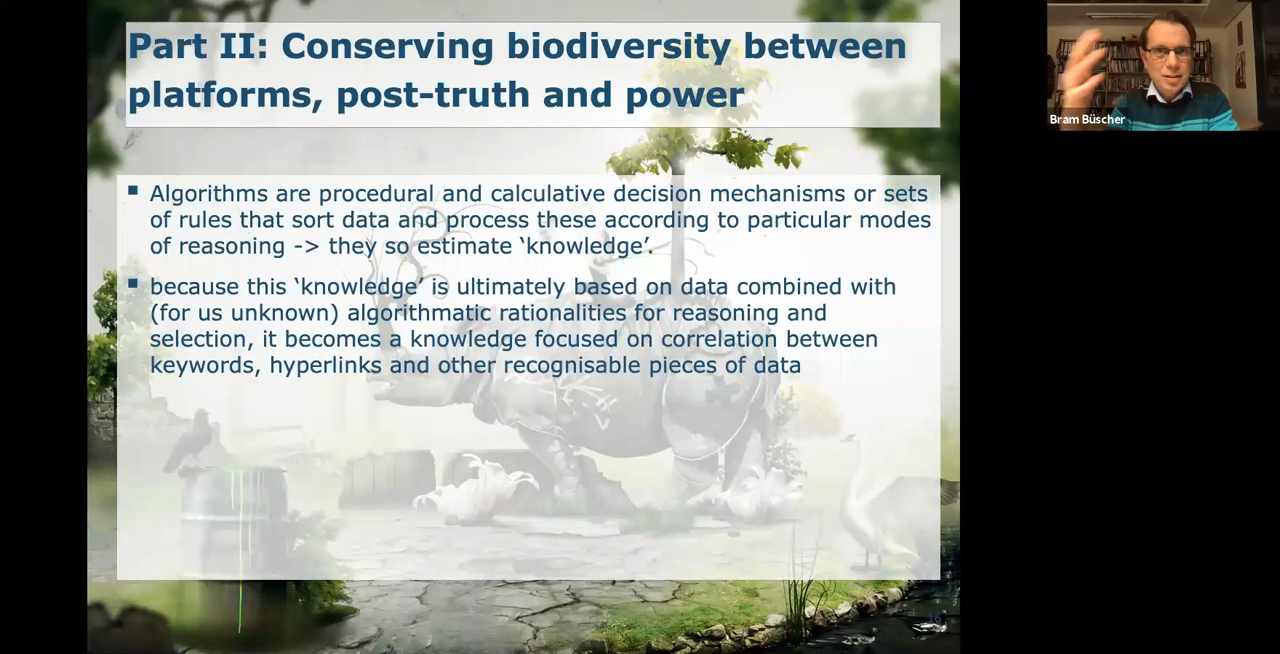 Part II: Conserving biodiversity between
platforms, post-truth and power
▪ Algorithms are procedural and calculative decision mechanisms or sets
of rules that sort data and process these according to particular modes
of reasoning -> they so estimate ‘knowledge’.
▪ because this ‘knowledge’ is ultimately based on data combined with
(for us unknown) algorithmatic rationalities for reasoning and
selection, it becomes a knowledge focused on correlation between
keywords, hyperlinks and other recognisable pieces of data
Bram Büscher